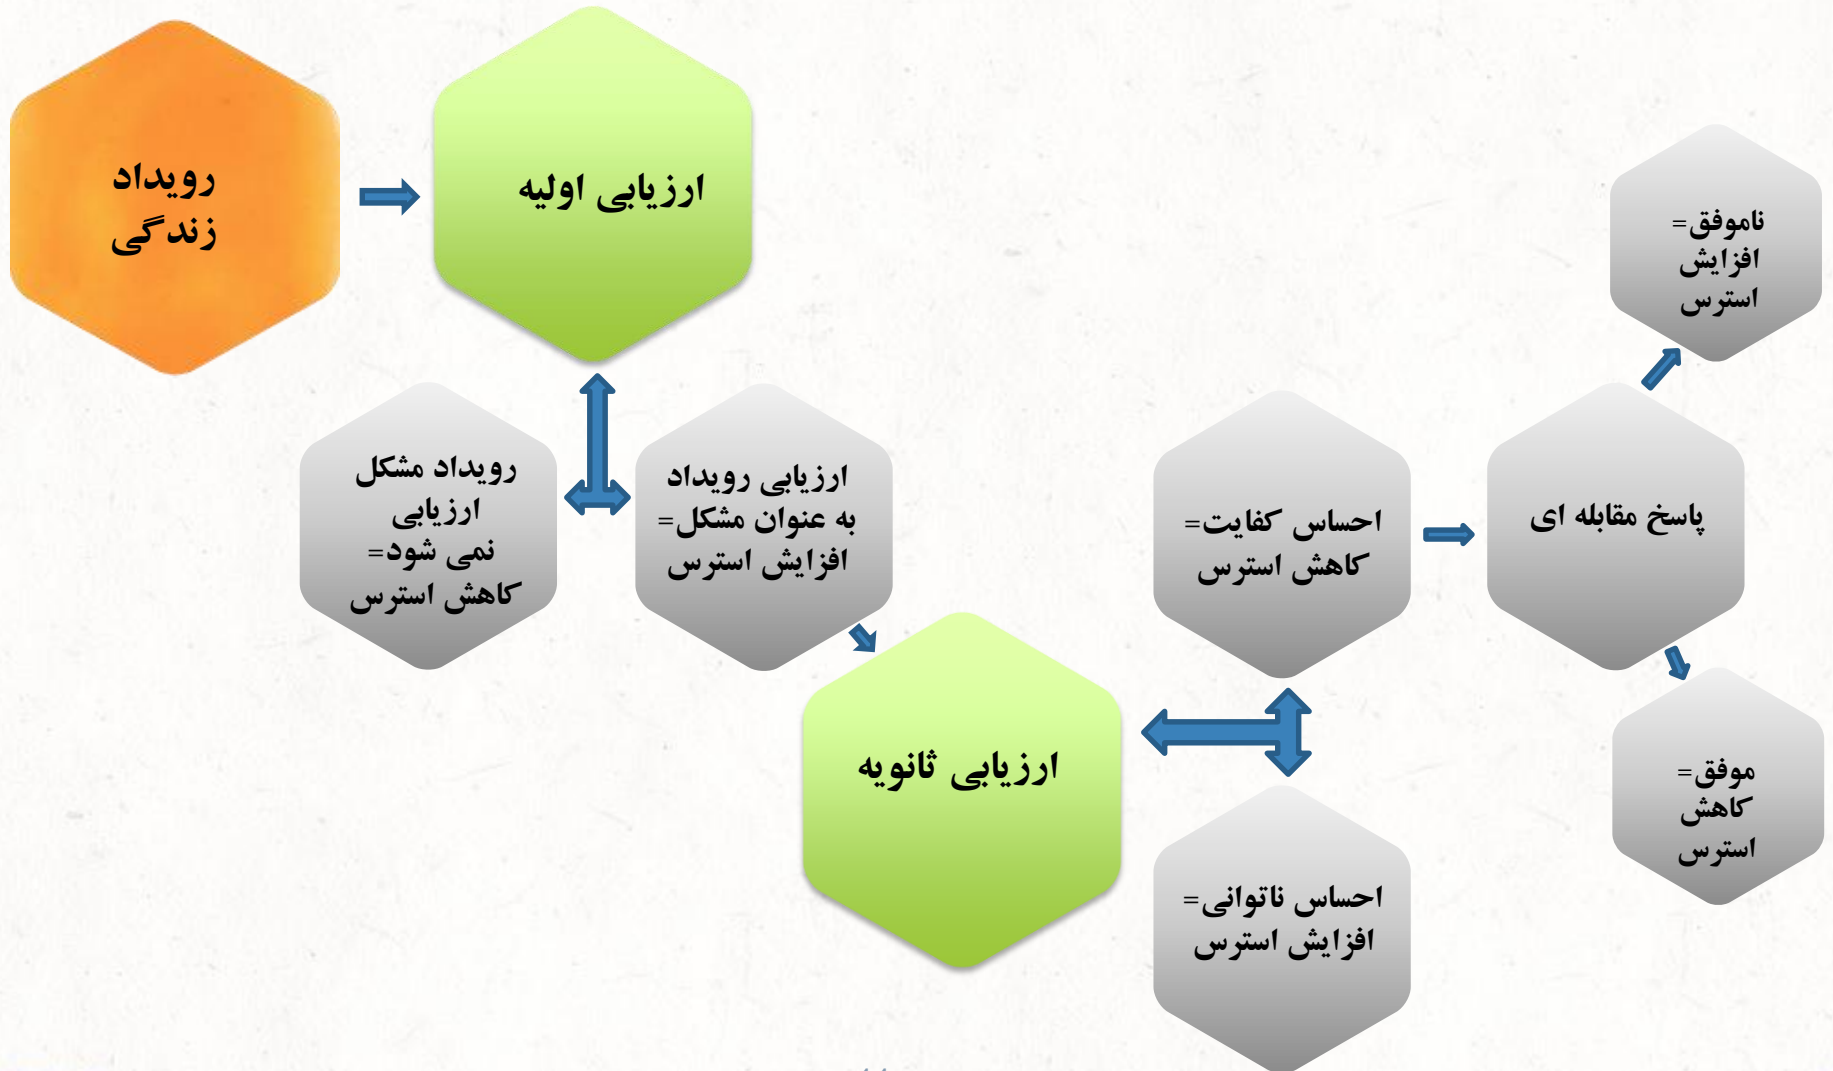 رویداد
زندگی
ارزیابی اولیه
رویداد مشکل
ارزیابی
نمی شود=
کاهش استرس
ارزیابی رویداد
به عنوان مشکل=
افزایش استرس
ارزیابی ثانویه
احساس کفایت=
کاهش استرس
احساس ناتوانی=
افزایش استرس
پاسخ مقابله ای
ناموفق=
افزایش
استرس
موفق=
کاهش
استرس